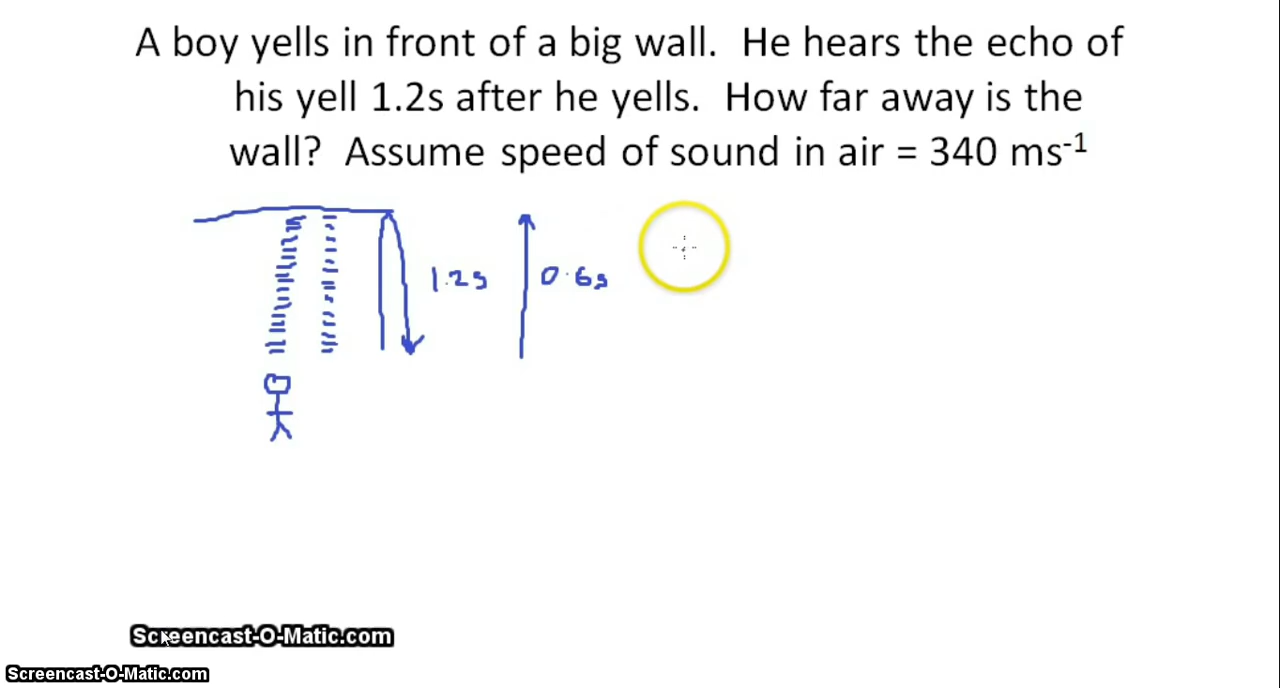 A boy yells in front of a big wall.  He hears the echo of
his yell 1.2s after he yells.  How far away is the
wall?  Assume speed of sound in air = 340 ms⁻¹
1.2s 0.6s
Screencast-O-Matic.com
Screencast-O-Matic.com